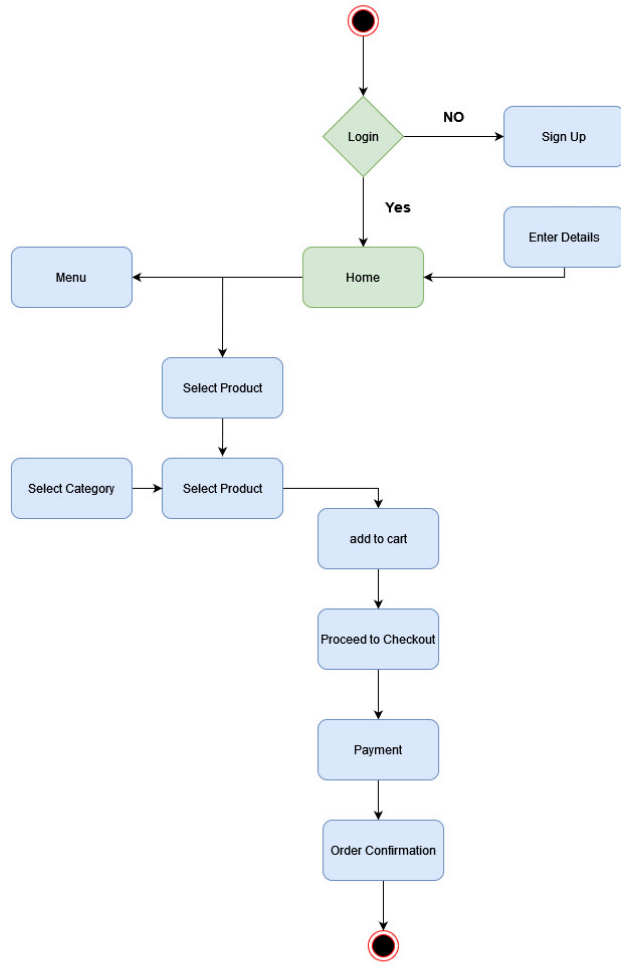 Login
NO
Sign Up
Yes
Enter Details
Menu
Home
Select Product
Select Category
Select Product
add to cart
Proceed to Checkout
Payment
Order Confirmation